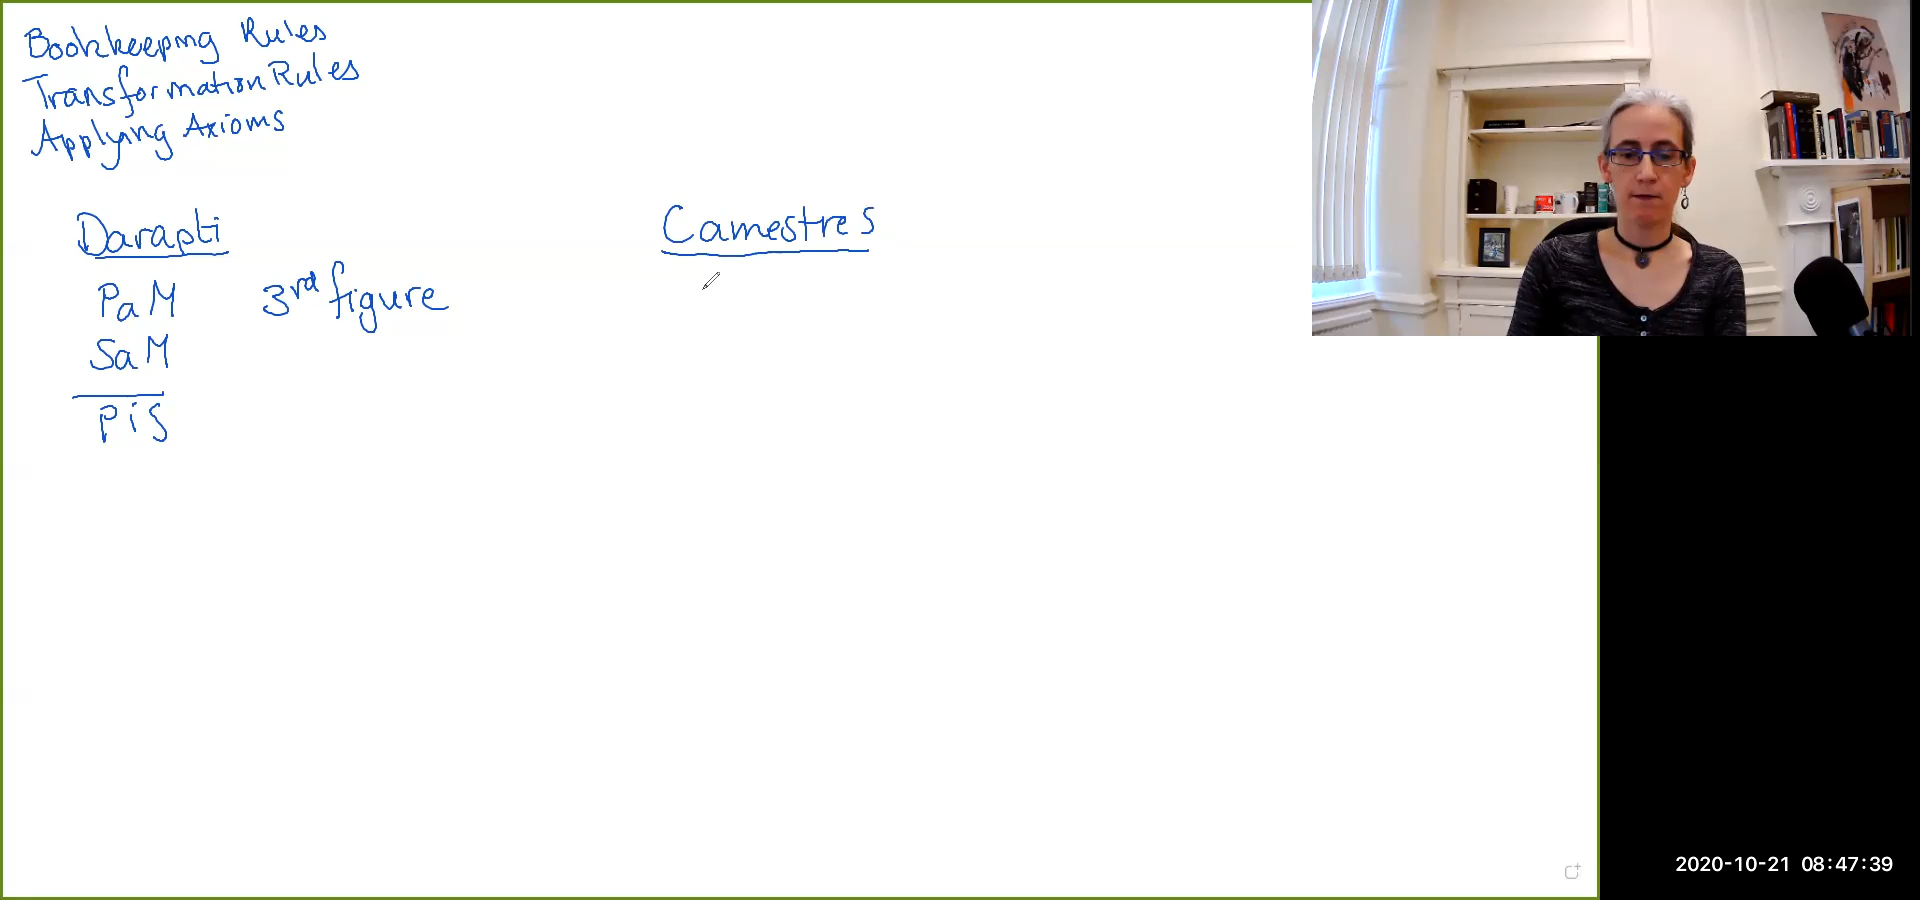 Bookkeeping Rules
Transformation Rules
Applying Axioms
Darapti
PaM 3rd figure
SaM
PiS
Camestres
2020-10-21 08:47:39